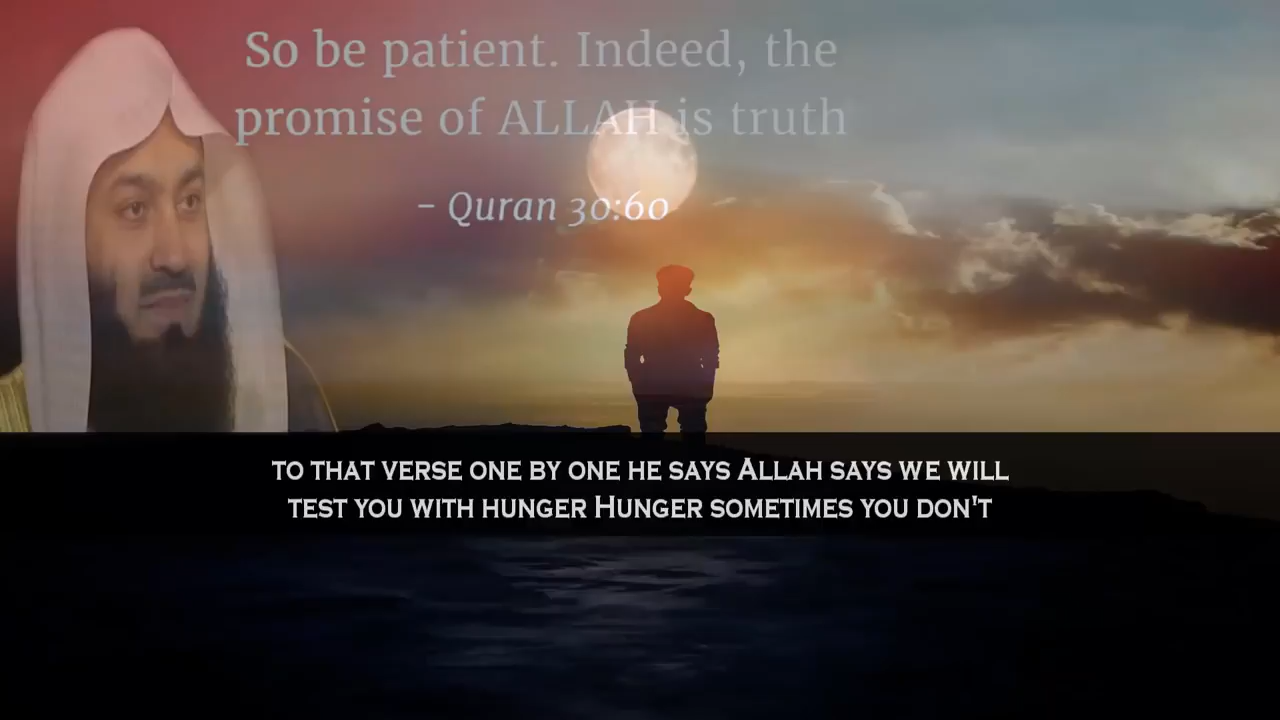 So be patient. Indeed, the
promise of ALLAH is truth
– Quran 30:60
TO THAT VERSE ONE BY ONE HE SAYS ALLAH SAYS WE WILL
TEST YOU WITH HUNGER HUNGER SOMETIMES YOU DON'T